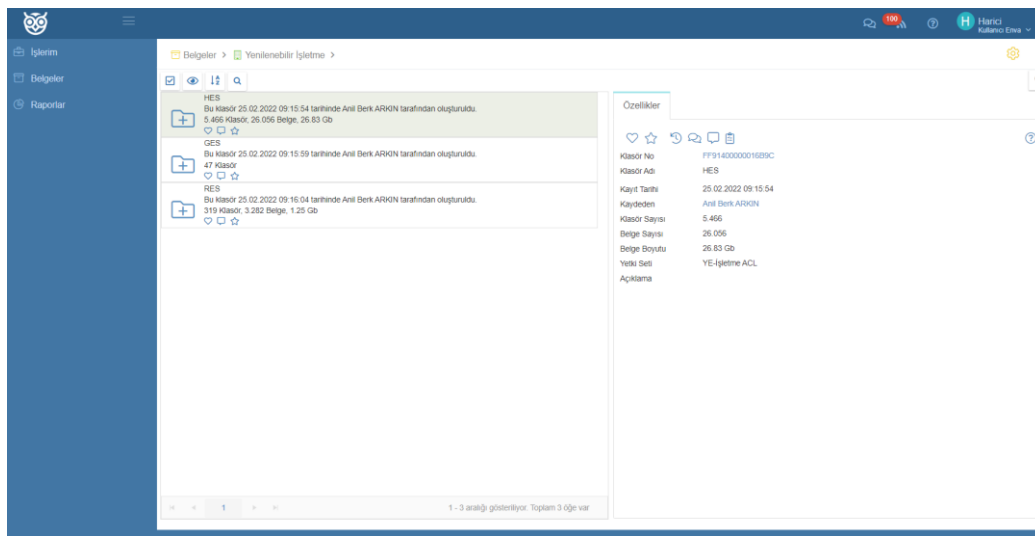 100
H
Harici
Kullanıcı Enva
İşlerim
Belgeler
Raporlar
Belgeler > Yenilenebilir İşletme >
HES
Bu klasör 25.02.2022 09:15:54 tarihinde Anil Berk ARKIN tarafından oluşturuldu.
5.466 Klasör, 26.056 Belge, 26.83 Gb
GES
Bu klasör 25.02.2022 09:15:59 tarihinde Anil Berk ARKIN tarafından oluşturuldu.
47 Klasör
RES
Bu klasör 25.02.2022 09:16:04 tarihinde Anil Berk ARKIN tarafından oluşturuldu.
319 Klasör, 3.282 Belge, 1.25 Gb
1
1 - 3 aralığı gösteriliyor. Toplam 3 öğe var
Özellikler
Klasör No FF91400000016B9C
Klasör Adı HES
Kayıt Tarihi 25.02.2022 09:15:54
Kaydeden Anil Berk ARKIN
Klasör Sayısı 5.466
Belge Sayısı 26.056
Belge Boyutu 26.83 Gb
Yetki Seti YE-İşletme ACL
Açıklama